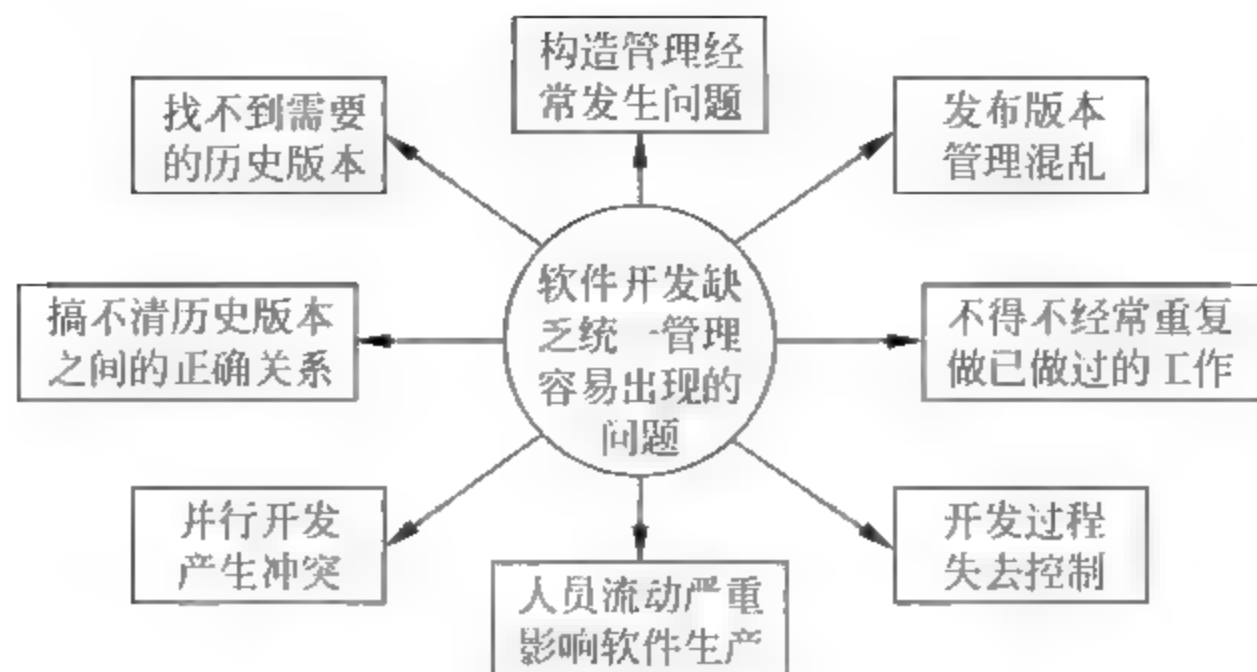 构造管理经
常发生问题
找不到需要
的历史版本
发布版本
管理混乱
软件开发缺
乏统一管理
容易出现的
问题
搞不清历史版本
之间的正确关系
不得不经常重复
做已做过的工作
并行开发
产生冲突
人员流动严重
影响软件生产
开发过程
失去控制